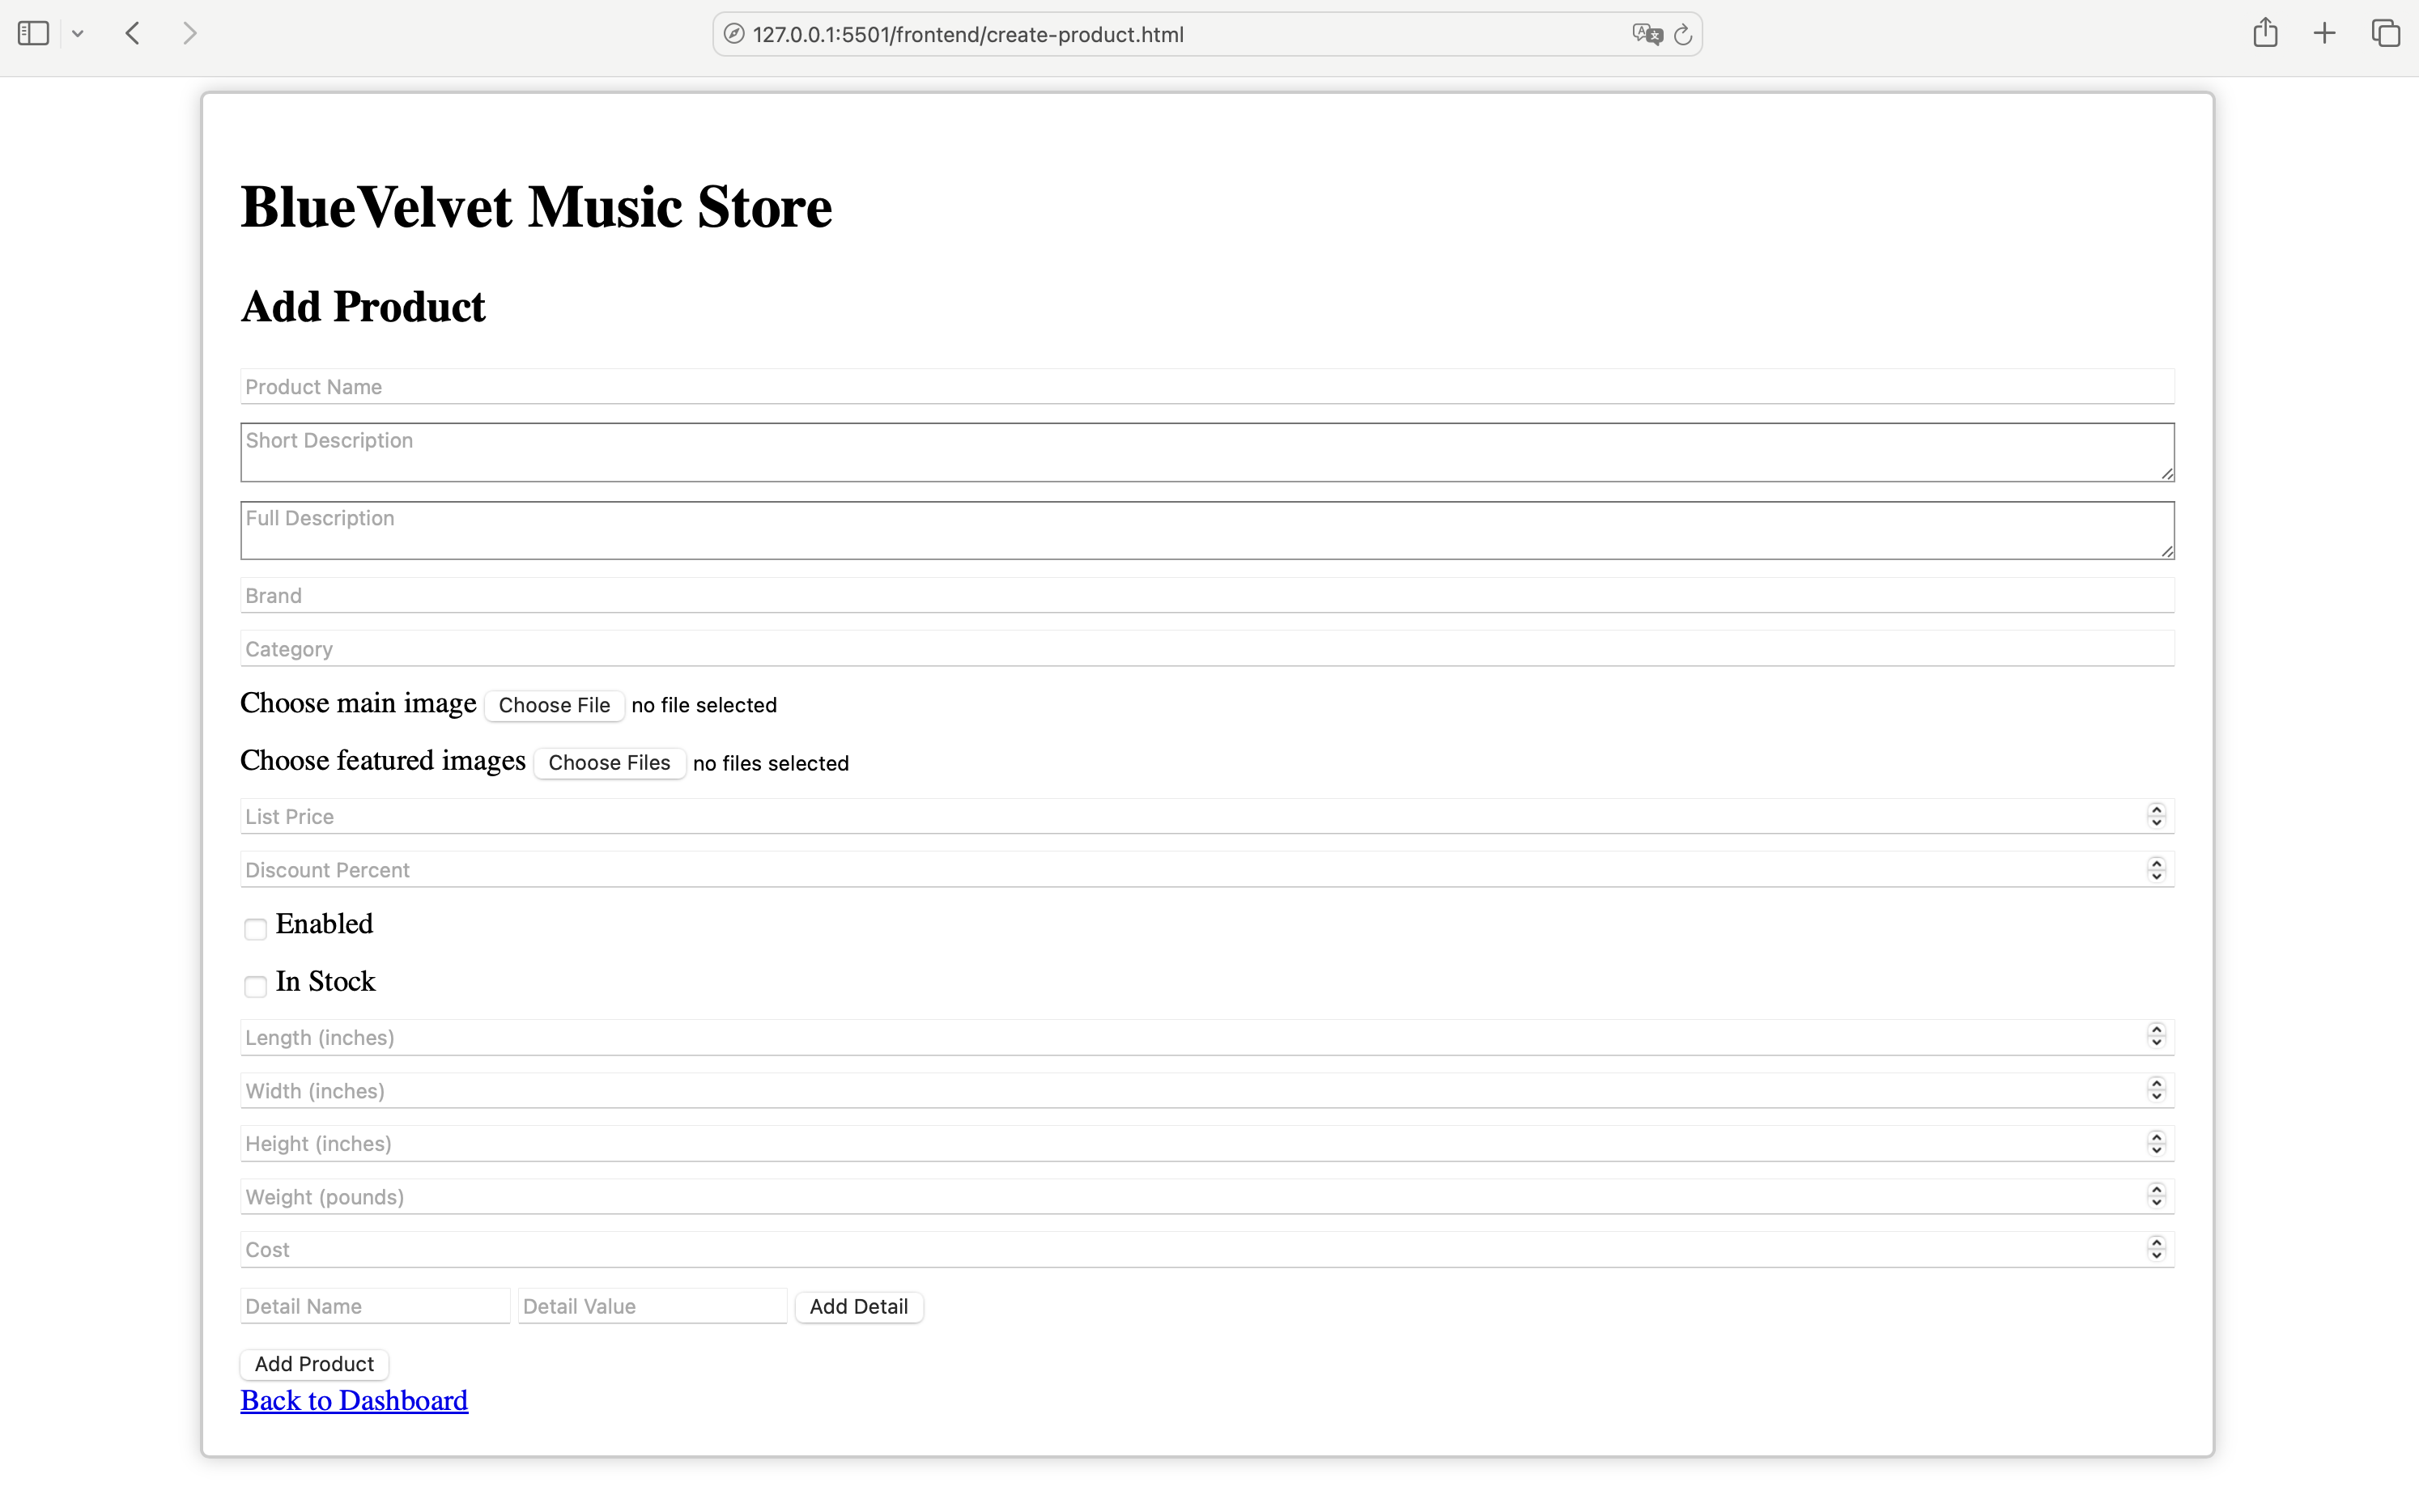 127.0.0.1:5501/frontend/create-product.html
BlueVelvet Music Store
Add Product
Product Name
Short Description
Full Description
Brand
Category
Choose main image Choose File no file selected
Choose featured images Choose Files no files selected
List Price
Discount Percent
Enabled
In Stock
Length (inches)
Width (inches)
Height (inches)
Weight (pounds)
Cost
Detail Name Detail Value Add Detail
Add Product
Back to Dashboard